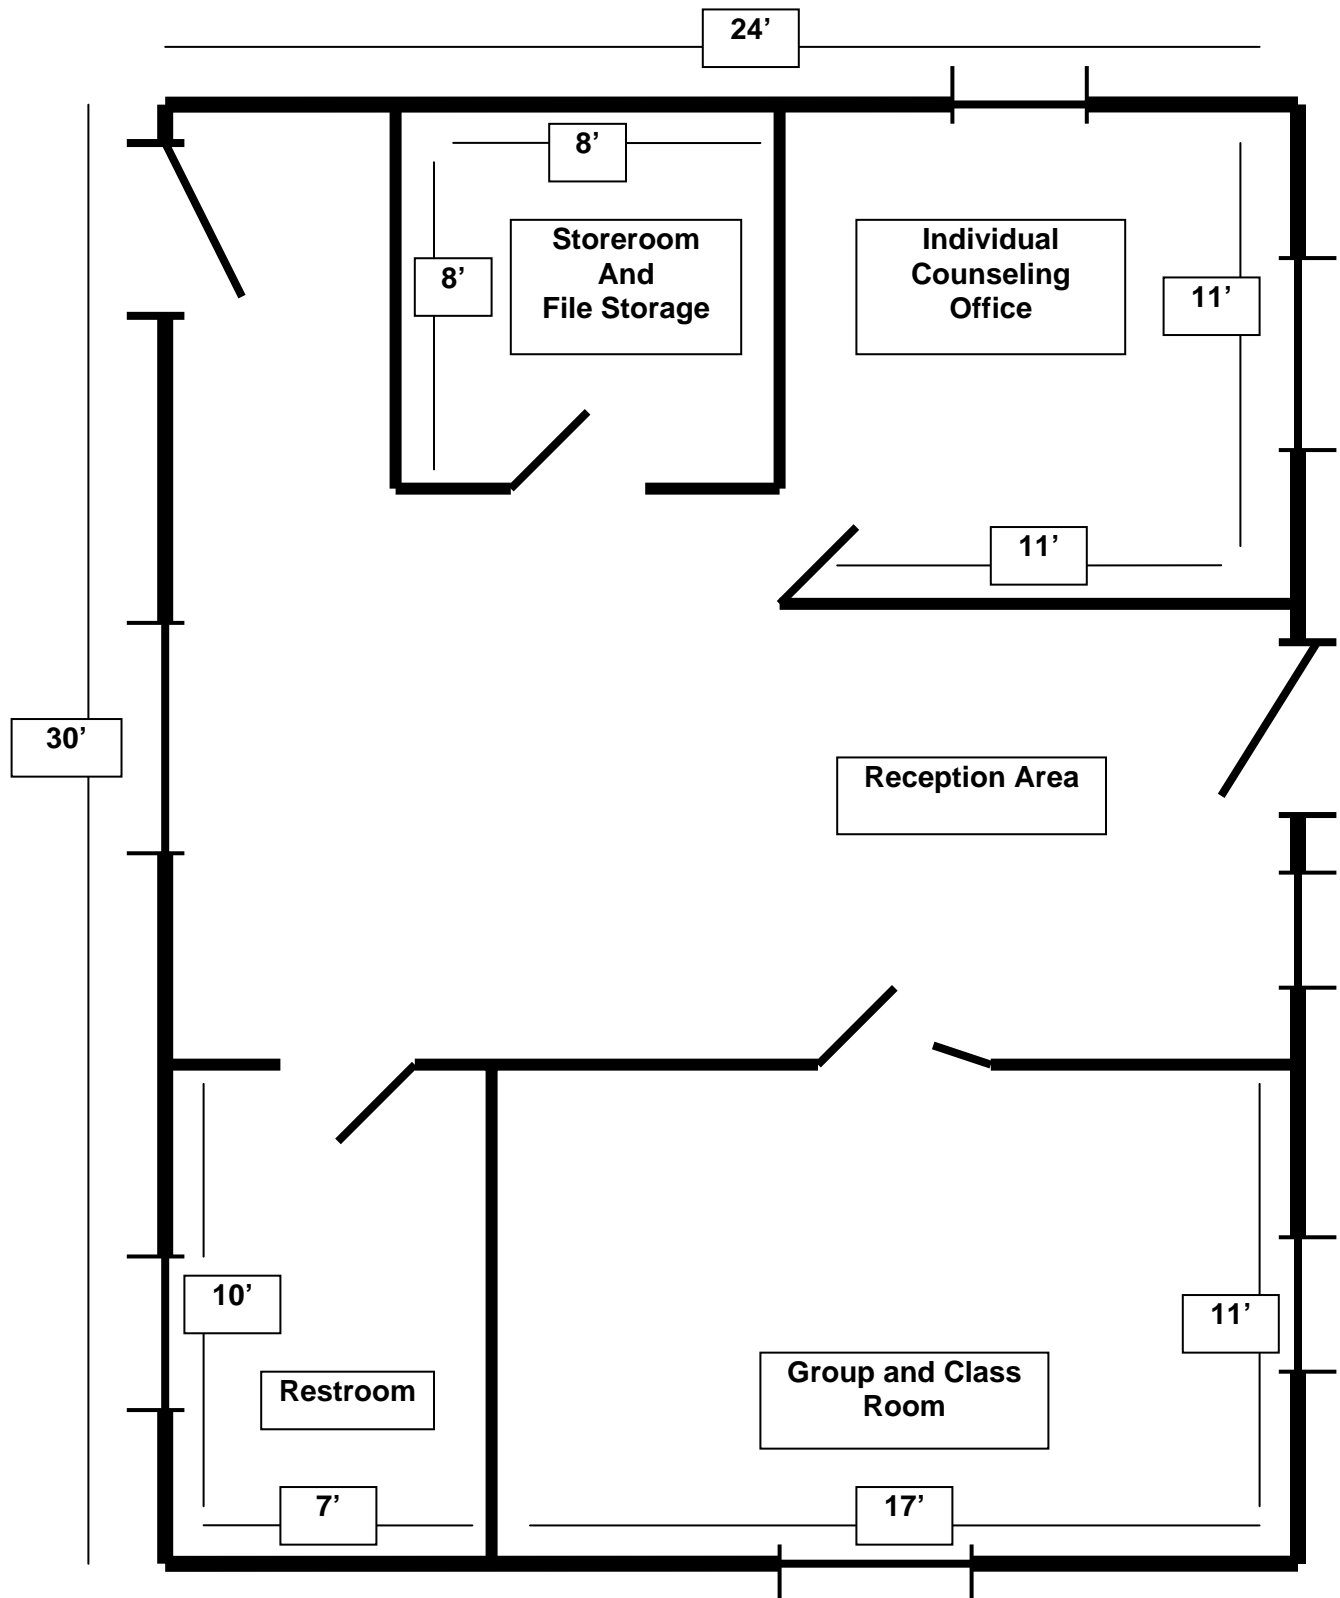 24’
8’
Storeroom
And
File Storage
Individual
Counseling
Office
8’
11’
11’
30’
Reception Area
10’
11’
Restroom
Group and Class
Room
7’
17’